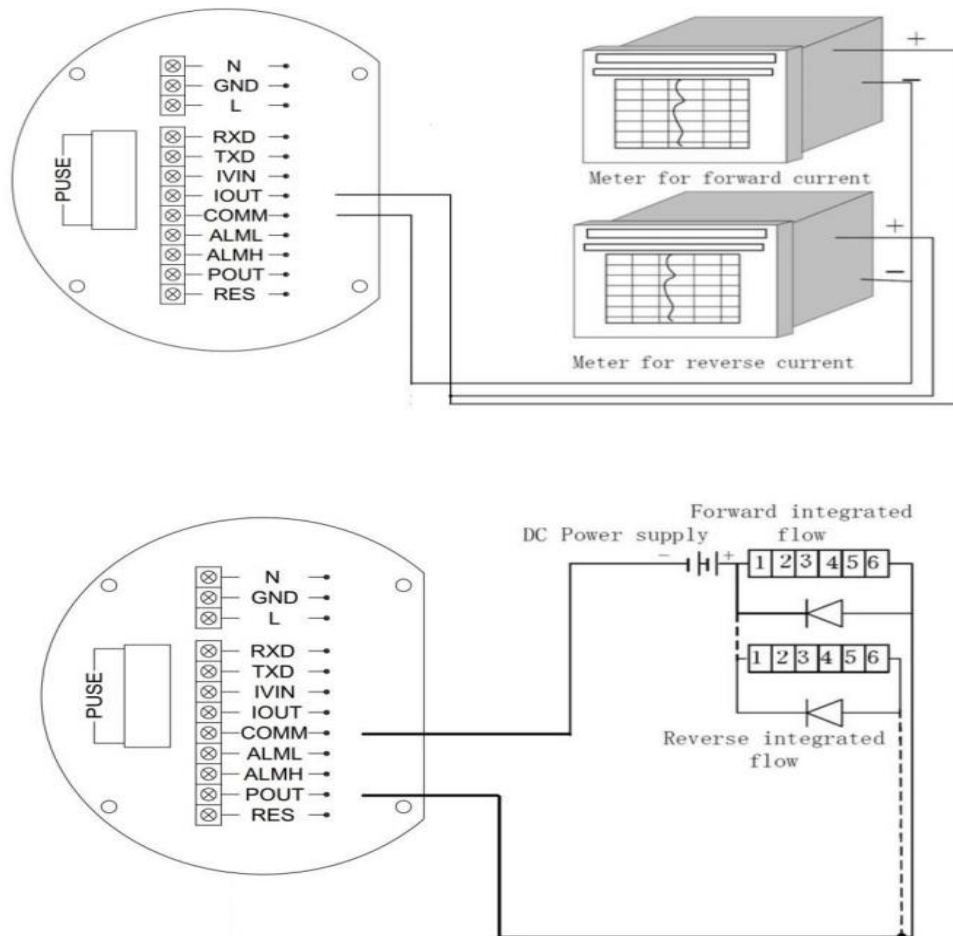 N
GND
L
RXD
TXD
IVIN
IOUT
COMM
ALML
ALMH
POUT
RES
PUSE
+
−
Meter for forward current
+
−
Meter for reverse current
N
GND
L
RXD
TXD
IVIN
IOUT
COMM
ALML
ALMH
POUT
RES
PUSE
Forward integrated
flow
DC Power supply
− +
1 2 3 4 5 6
1 2 3 4 5 6
Reverse integrated
flow